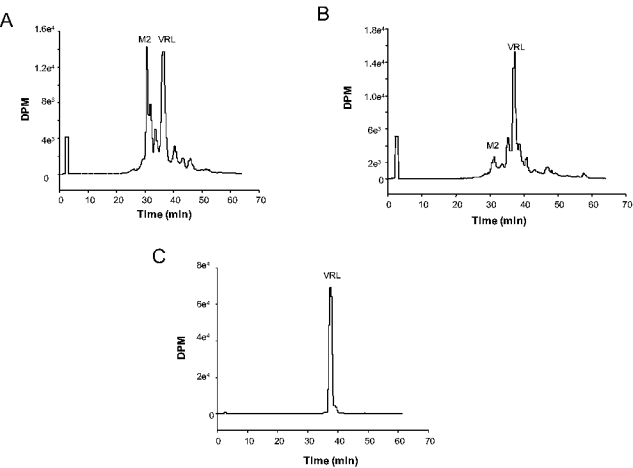 A
1.6e⁴
1.2e⁴
8e³
4e³
0
DPM
M2 VRL
0 10 20 30 40 50 60 70
Time (min)
B
1.8e⁴
1.4e⁴
1.0e⁴
6e³
2e³
0
DPM
VRL
M2
0 10 20 30 40 50 60 70
Time (min)
C
8e⁴
6e⁴
4e⁴
2e⁴
0
DPM
VRL
0 10 20 30 40 50 60 70
Time (min)